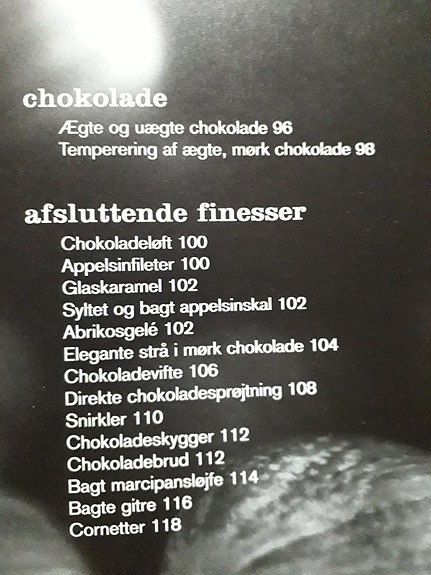 chokolade
Ægte og uægte chokolade 96
Temperering af ægte, mørk chokolade 98
afsluttende finesser
Chokoladeløft 100
Appelsinfileter 100
Glaskaramel 102
Syltet og bagt appelsinskal 102
Abrikosgelé 102
Elegante strå i mørk chokolade 104
Chokoladevifte 106
Direkte chokoladesprøjtning 108
Snirkler 110
Chokoladeskygger 112
Chokoladebrud 112
Bagt marcipansløjfe 114
Bagte gitre 116
Cornetter 118